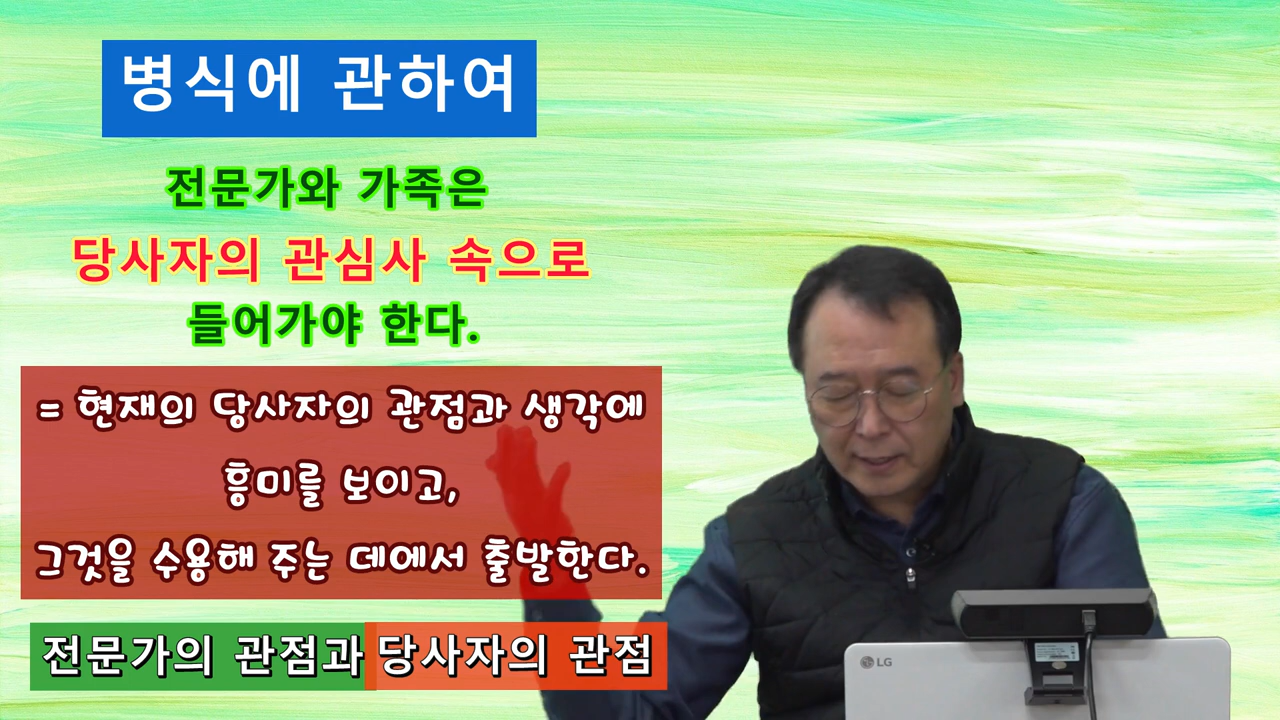 병식에 관하여
전문가와 가족은
당사자의 관심사 속으로
들어가야 한다.
= 현재의 당사자의 관점과 생각에
흥미를 보이고,
그것을 수용해 주는 데에서 출발한다.
전문가의 관점과 당사자의 관점
LG